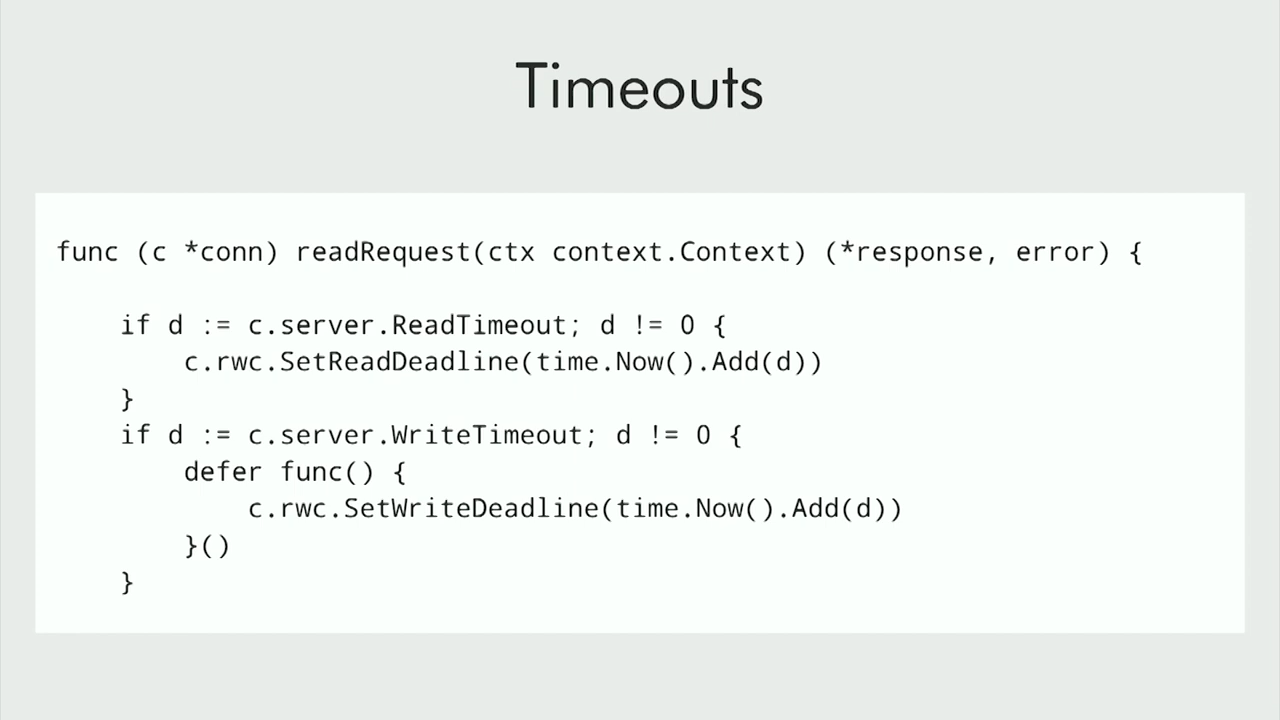 Timeouts
func (c *conn) readRequest(ctx context.Context) (*response, error) {
    if d := c.server.ReadTimeout; d != 0 {
        c.rwc.SetReadDeadline(time.Now().Add(d))
    }
    if d := c.server.WriteTimeout; d != 0 {
        defer func() {
            c.rwc.SetWriteDeadline(time.Now().Add(d))
        }()
    }